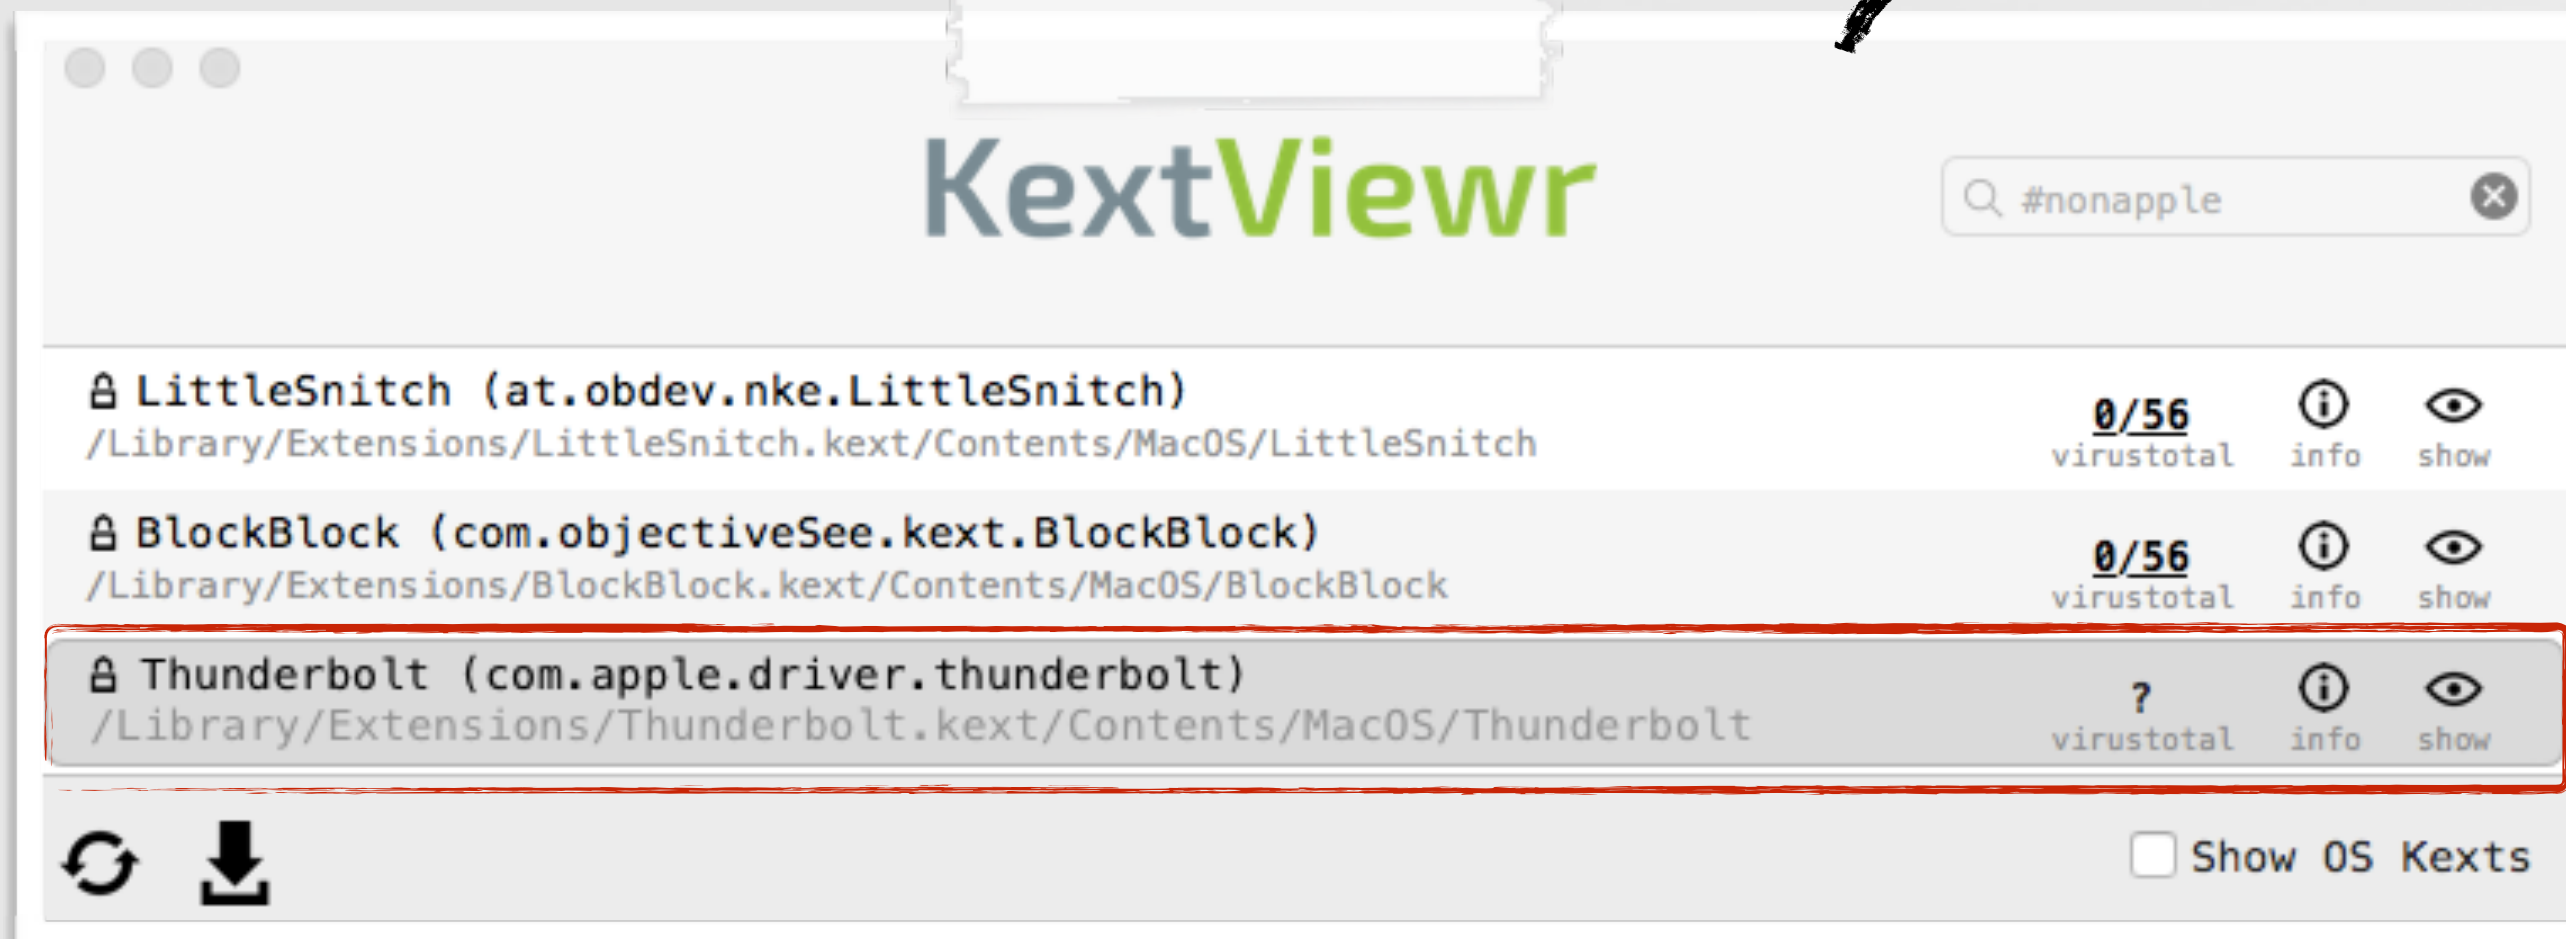 KextViewr
#nonapple
LittleSnitch (at.obdev.nke.LittleSnitch)
/Library/Extensions/LittleSnitch.kext/Contents/MacOS/LittleSnitch
0/56
virustotal
info
show
BlockBlock (com.objectiveSee.kext.BlockBlock)
/Library/Extensions/BlockBlock.kext/Contents/MacOS/BlockBlock
0/56
virustotal
info
show
Thunderbolt (com.apple.driver.thunderbolt)
/Library/Extensions/Thunderbolt.kext/Contents/MacOS/Thunderbolt
?
virustotal
info
show
Show OS Kexts